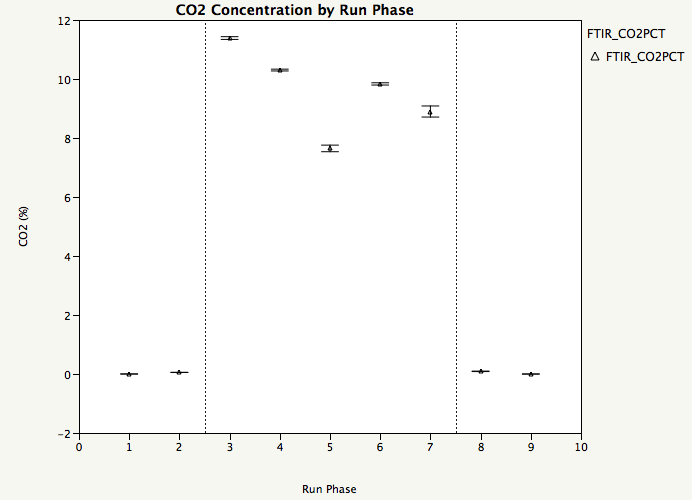 CO2 Concentration by Run Phase
FTIR_CO2PCT
FTIR_CO2PCT
12
10
8
6
4
2
0
−2
CO2 (%)
0 1 2 3 4 5 6 7 8 9 10
Run Phase